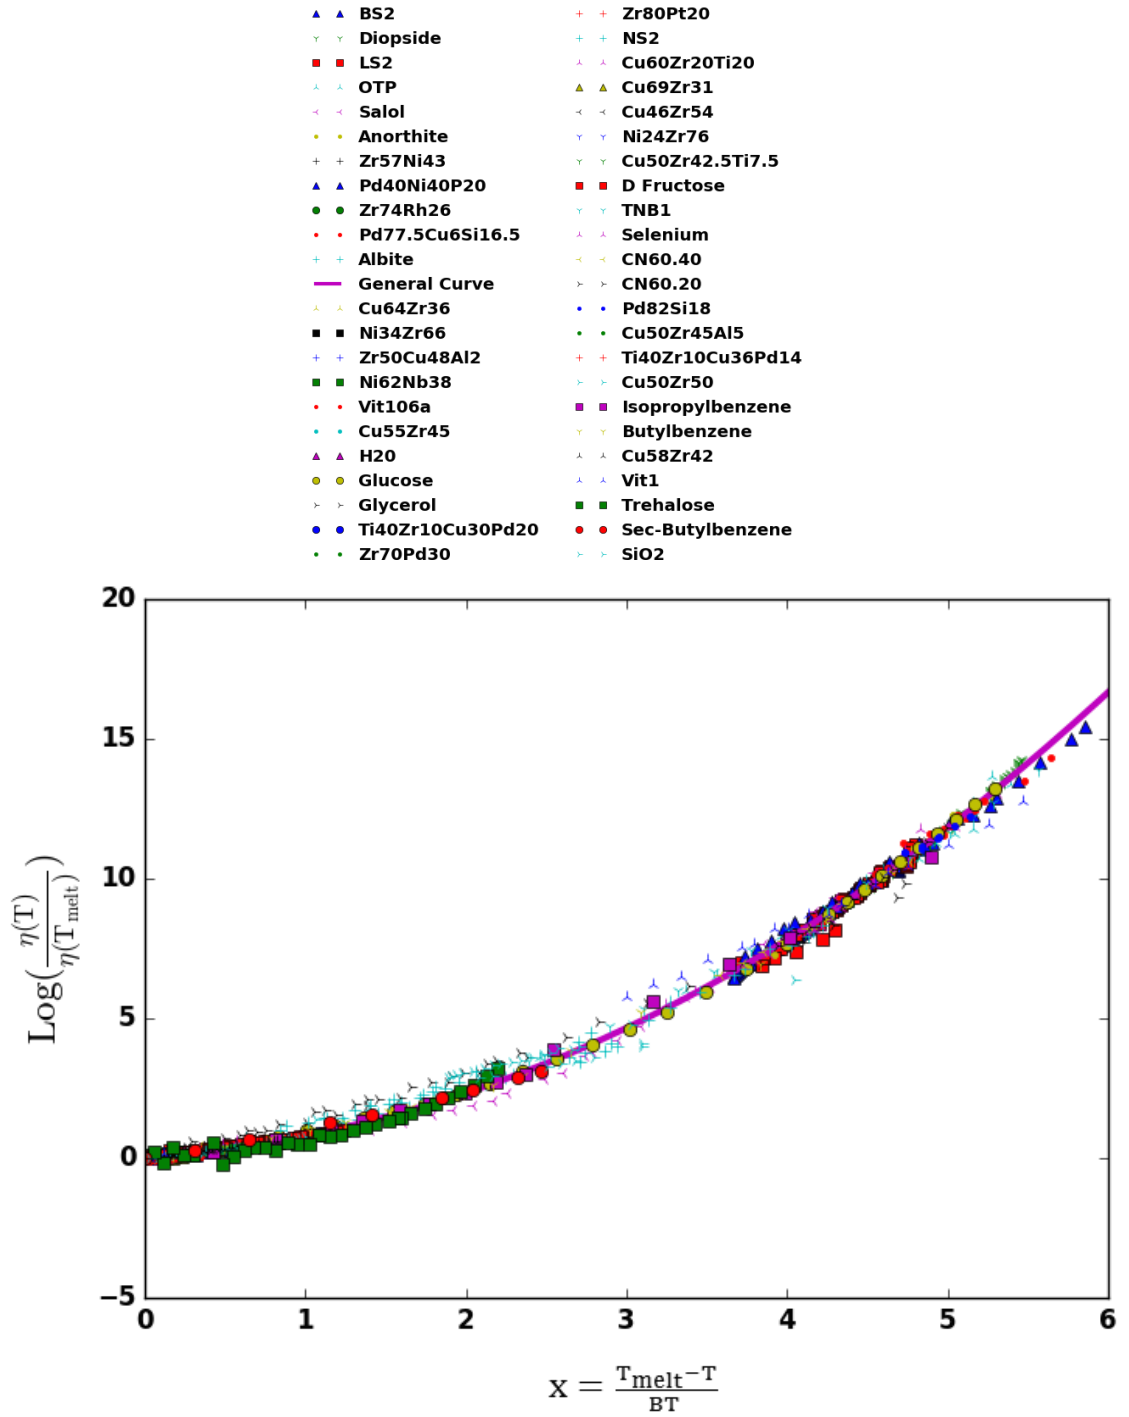 BS2
Diopside
LS2
OTP
Salol
Anorthite
Zr57Ni43
Pd40Ni40P20
Zr74Rh26
Pd77.5Cu6Si16.5
Albite
General Curve
Cu64Zr36
Ni34Zr66
Zr50Cu48Al2
Ni62Nb38
Vit106a
Cu55Zr45
H20
Glucose
Glycerol
Ti40Zr10Cu30Pd20
Zr70Pd30
Zr80Pt20
NS2
Cu60Zr20Ti20
Cu69Zr31
Cu46Zr54
Ni24Zr76
Cu50Zr42.5Ti7.5
D Fructose
TNB1
Selenium
CN60.40
CN60.20
Pd82Si18
Cu50Zr45Al5
Ti40Zr10Cu36Pd14
Cu50Zr50
Isopropylbenzene
Butylbenzene
Cu58Zr42
Vit1
Trehalose
Sec-Butylbenzene
SiO2
20
15
10
5
0
−5
Log(η(T)/η(Tmelt))
0 1 2 3 4 5 6
x = Tmelt−T/BT